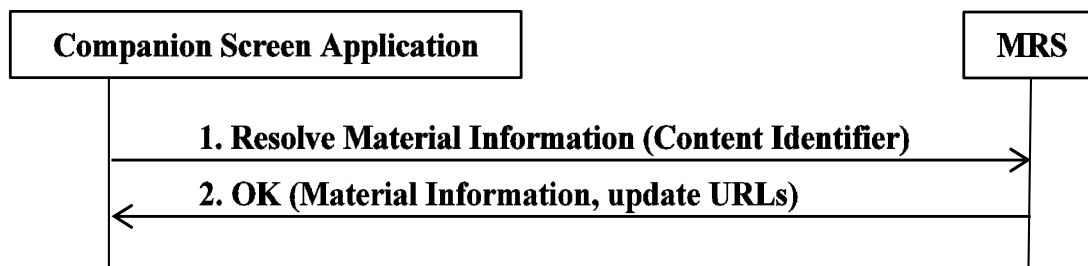 Companion Screen Application
MRS
1. Resolve Material Information (Content Identifier)
2. OK (Material Information, update URLs)